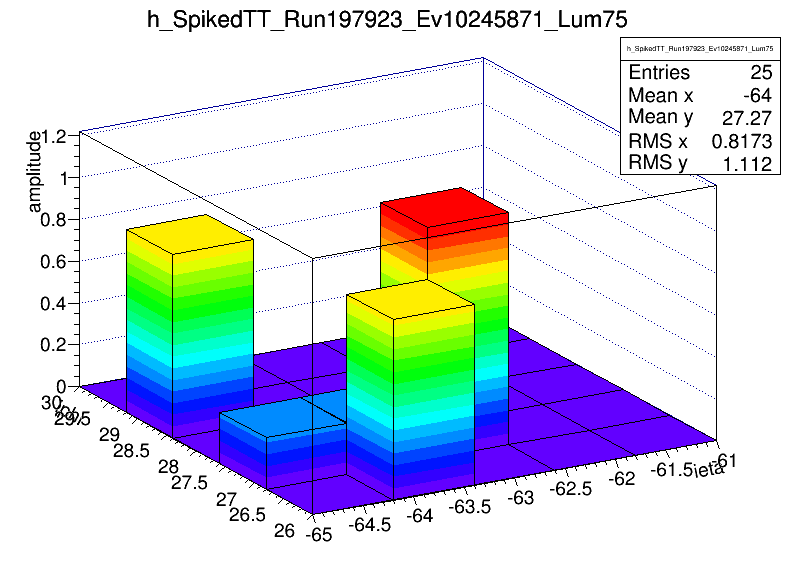 h_SpikedTT_Run197923_Ev10245871_Lum75
h_SpikedTT_Run197923_Ev10245871_Lum75
Entries 25
Mean x -64
Mean y 27.27
RMS x 0.8173
RMS y 1.112
amplitude
1.2
1
0.8
0.6
0.4
0.2
0
30
29.5
29
28.5
28
27.5
27
26.5
26
-65
-64.5
-64
-63.5
-63
-62.5
-62
-61.5
-61
ieta